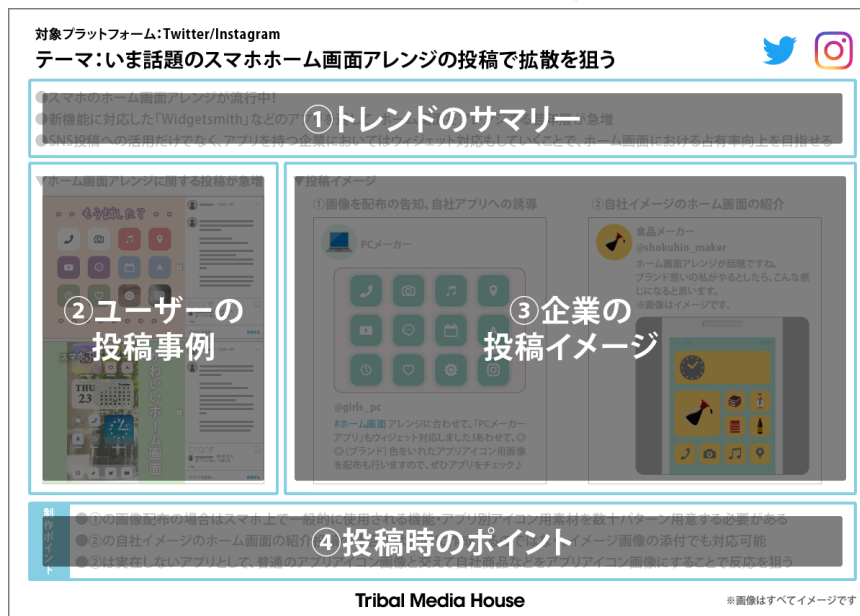 対象プラットフォーム:Twitter/Instagram
テーマ:いま話題のスマホホーム画面アレンジの投稿で拡散を狙う
●スマホのホーム画面アレンジが流行中!
●新機能に対応した「Widgetsmith」などのア
急増
●SNS投稿への活用だけでなく、アプリを持つ企業においてはウィジェット対応もしていくことで、ホーム画面における占有率向上を目指せる
①トレンドのサマリー
▼ホーム画面アレンジに関する投稿が急増
もう試した?
THU
23
ホーム画面
②ユーザーの
投稿事例
▼投稿イメージ
①画像を配布の告知、自社アプリへの誘導
PCメーカー
@girls_pc
#ホーム画面アレンジに合わせて、「PCメーカー
アプリ」もウィジェット対応しました!あわせて、◎
◎(ブランド)色をいれたアプリアイコン用画像
を配布も行いますので、ぜひアプリをチェック♪
②自社イメージのホーム画面の紹介
食品メーカー
@shokuhin_maker
ホーム画面アレンジが話題ですね。
ブランド想いの私がやるとしたら、こんな感
じになると思います。
※画像はイメージです。
③企業の
投稿イメージ
制作ポイント
●①の画像配布の場合はスマホ上で一般的に使用される機能・アプリ別アイコン用素材を数十パターン用意する必要がある
●②の自社イメージのホーム画面の紹介
イメージ画像の添付でも対応可能
●②は実在しないアプリとして、普通のアプリアイコン画像と交えて自社商品などをアプリアイコン画像にすることで反応を狙う
④投稿時のポイント
Tribal Media House
※画像はすべてイメージです